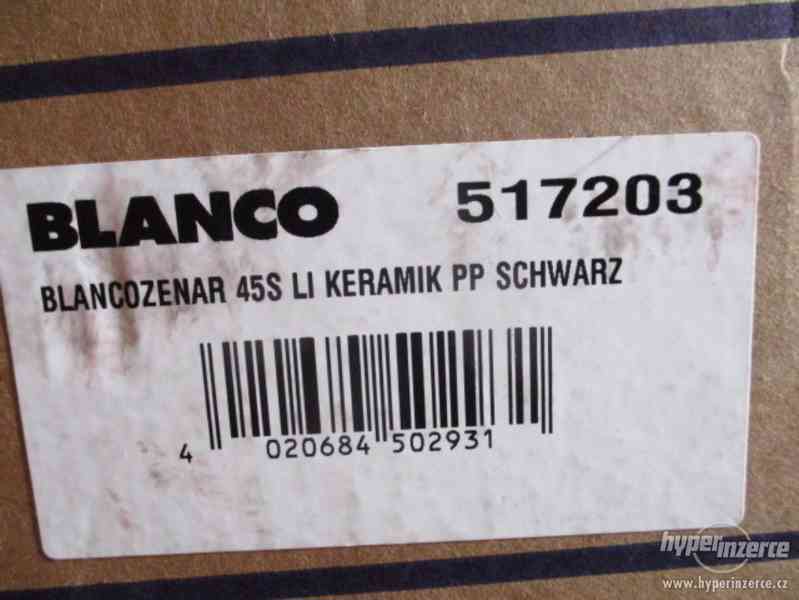 BLANCO 517203
BLANCOZENAR 45S LI KERAMIK PP SCHWARZ
4 020684 502931
hyperinzerce
www.hyperinzerce.cz